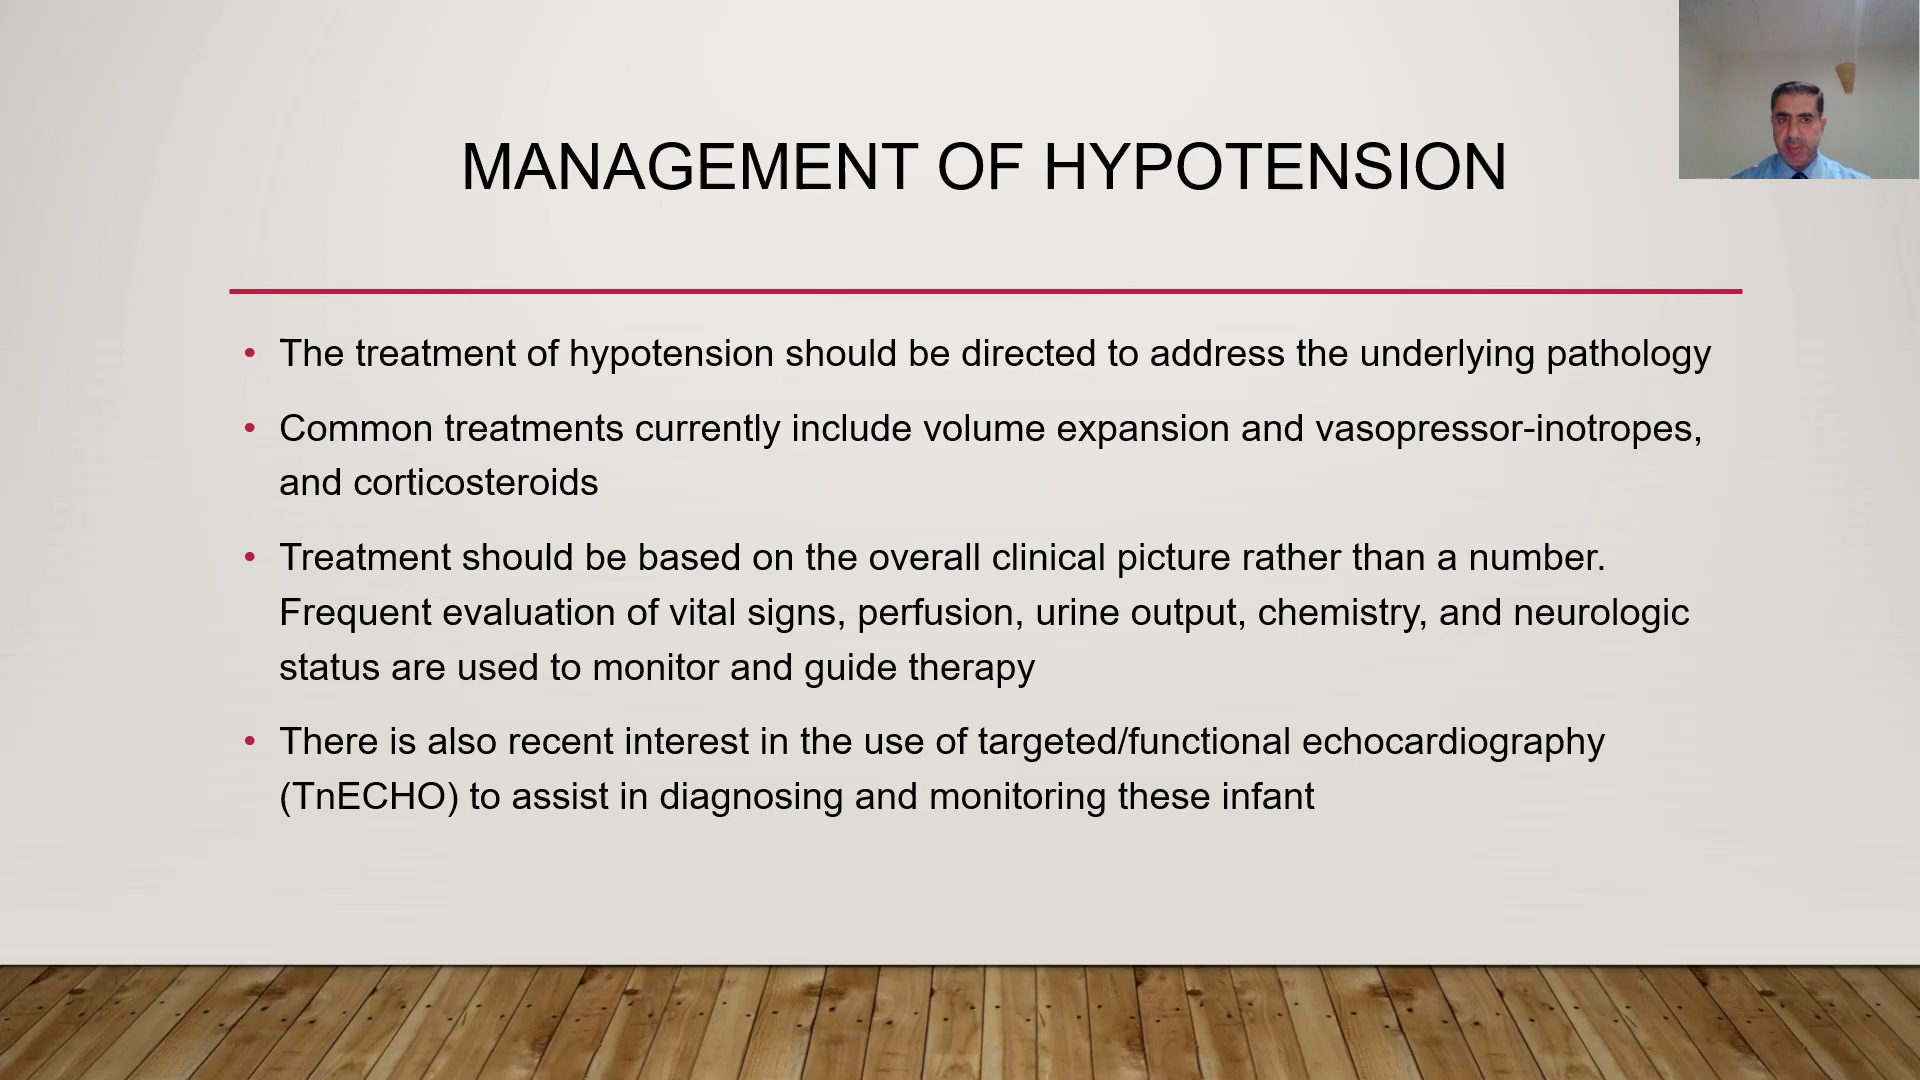 MANAGEMENT OF HYPOTENSION
• The treatment of hypotension should be directed to address the underlying pathology
• Common treatments currently include volume expansion and vasopressor-inotropes,
and corticosteroids
• Treatment should be based on the overall clinical picture rather than a number.
Frequent evaluation of vital signs, perfusion, urine output, chemistry, and neurologic
status are used to monitor and guide therapy
• There is also recent interest in the use of targeted/functional echocardiography
(TnECHO) to assist in diagnosing and monitoring these infant